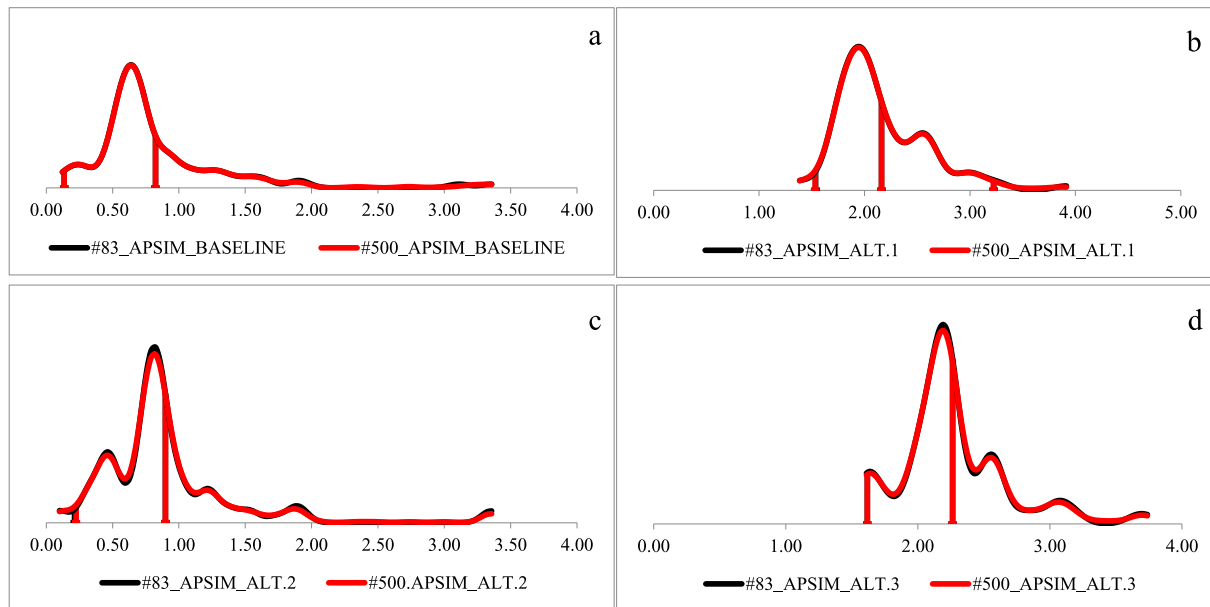 a
0.00 0.50 1.00 1.50 2.00 2.50 3.00 3.50 4.00
#83_APSIM_BASELINE #500_APSIM_BASELINE
b
0.00 1.00 2.00 3.00 4.00 5.00
#83_APSIM_ALT.1 #500_APSIM_ALT.1
c
0.00 0.50 1.00 1.50 2.00 2.50 3.00 3.50 4.00
#83_APSIM_ALT.2 #500.APSIM_ALT.2
d
0.00 1.00 2.00 3.00 4.00
#83_APSIM_ALT.3 #500_APSIM_ALT.3